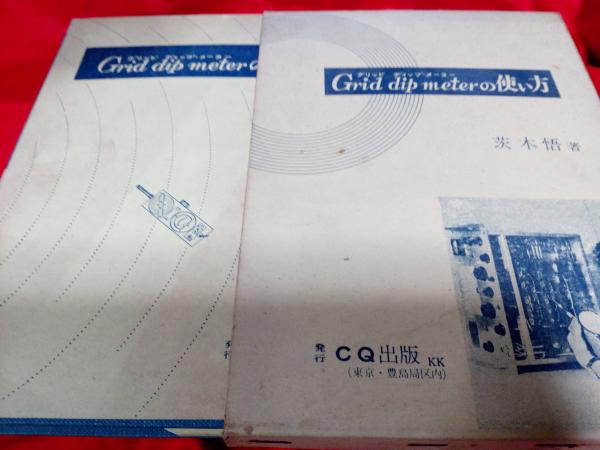 グリッド ディップ・メーター
Grid dip meterの
グリッド ディップ・メーター
Grid dip meterの使い方
茨木悟 著
発行
発行 CQ出版 KK
(東京・豊島局区内)